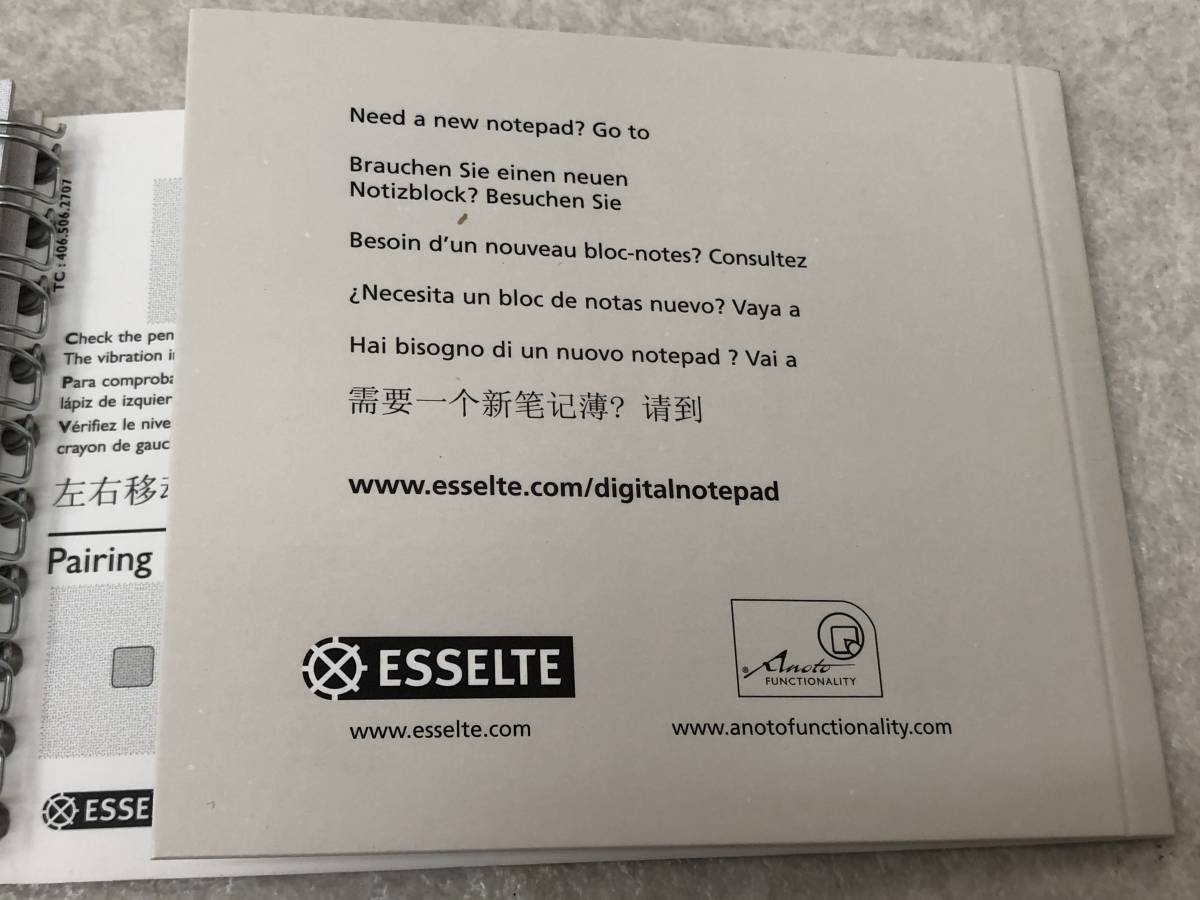 Need a new notepad? Go to
Brauchen Sie einen neuen
Notizblock? Besuchen Sie
Besoin d'un nouveau bloc-notes? Consultez
¿Necesita un bloc de notas nuevo? Vaya a
Hai bisogno di un nuovo notepad ? Vai a
需要一个新笔记薄? 请到
www.esselte.com/digitalnotepad
ESSELTE
www.esselte.com
® Anoto
FUNCTIONALITY
www.anotofunctionality.com
TC : 406.506.2707
Check the pen
The vibration
Para comproba
lápiz de izquier
Vérifiez le nive
crayon de gauc
左右移
Pairing
ESSE